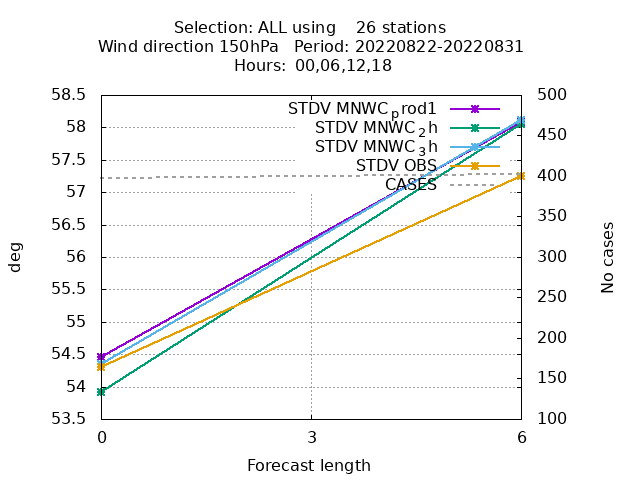 Selection: ALL using 26 stations
Wind direction 150hPa Period: 20220822-20220831
Hours: 00,06,12,18
58.5
58
57.5
57
56.5
56
55.5
55
54.5
54
53.5
deg
STDV MNWC_prod1
STDV MNWC_2h
STDV MNWC_3h
STDV OBS
CASES
500
450
400
350
300
250
200
150
100
No cases
0 3 6
Forecast length